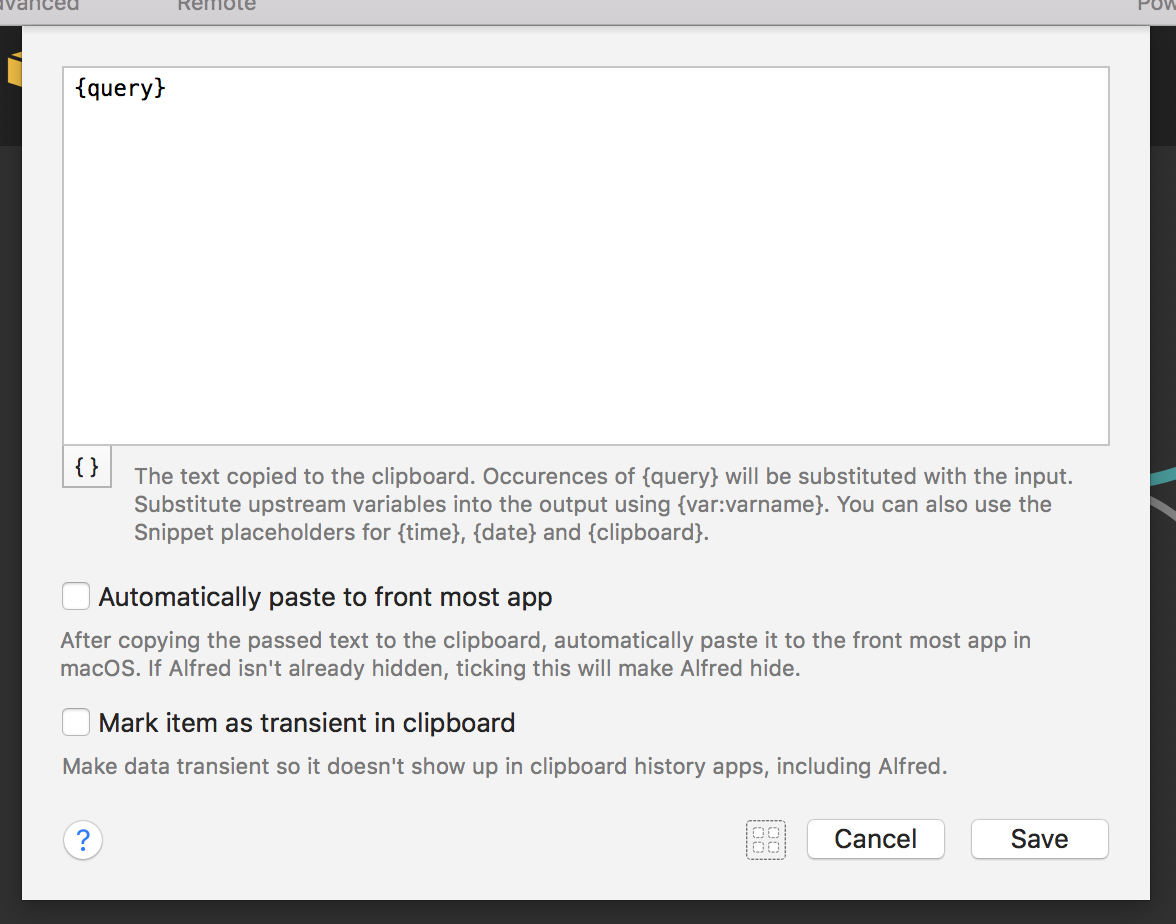 Remote
{query}
{ }
The text copied to the clipboard. Occurences of {query} will be substituted with the input.
Substitute upstream variables into the output using {var:varname}. You can also use the
Snippet placeholders for {time}, {date} and {clipboard}.
Automatically paste to front most app
After copying the passed text to the clipboard, automatically paste it to the front most app in
macOS. If Alfred isn't already hidden, ticking this will make Alfred hide.
Mark item as transient in clipboard
Make data transient so it doesn't show up in clipboard history apps, including Alfred.
?
Cancel
Save